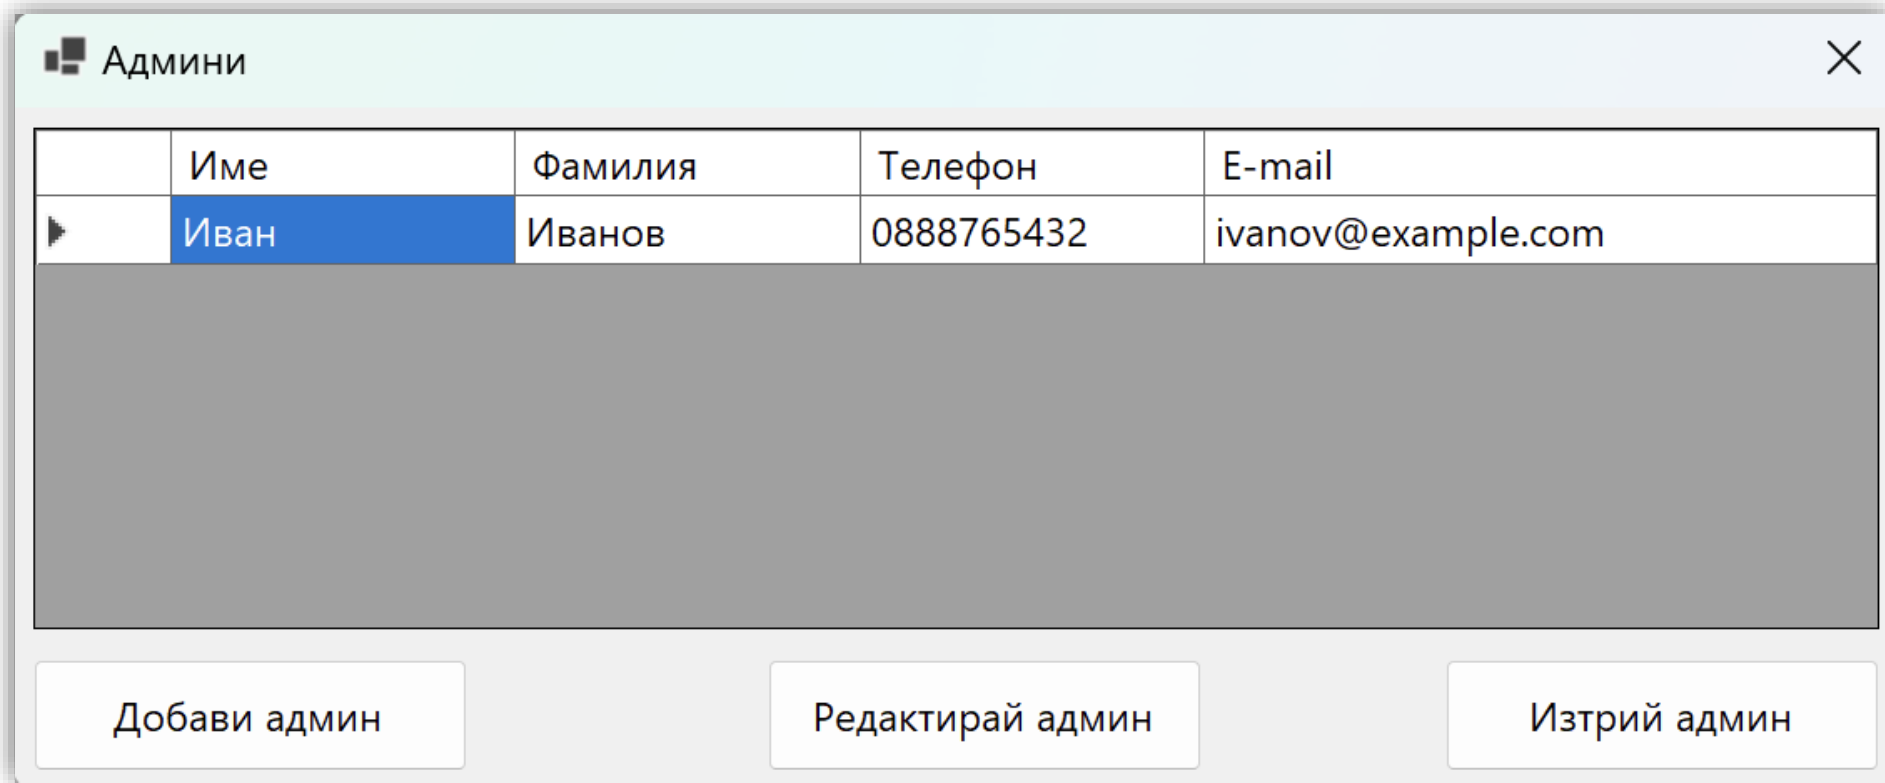 Админи
Име Фамилия Телефон E-mail
Иван Иванов 0888765432 ivanov@example.com
Добави админ Редактирай админ Изтрий админ